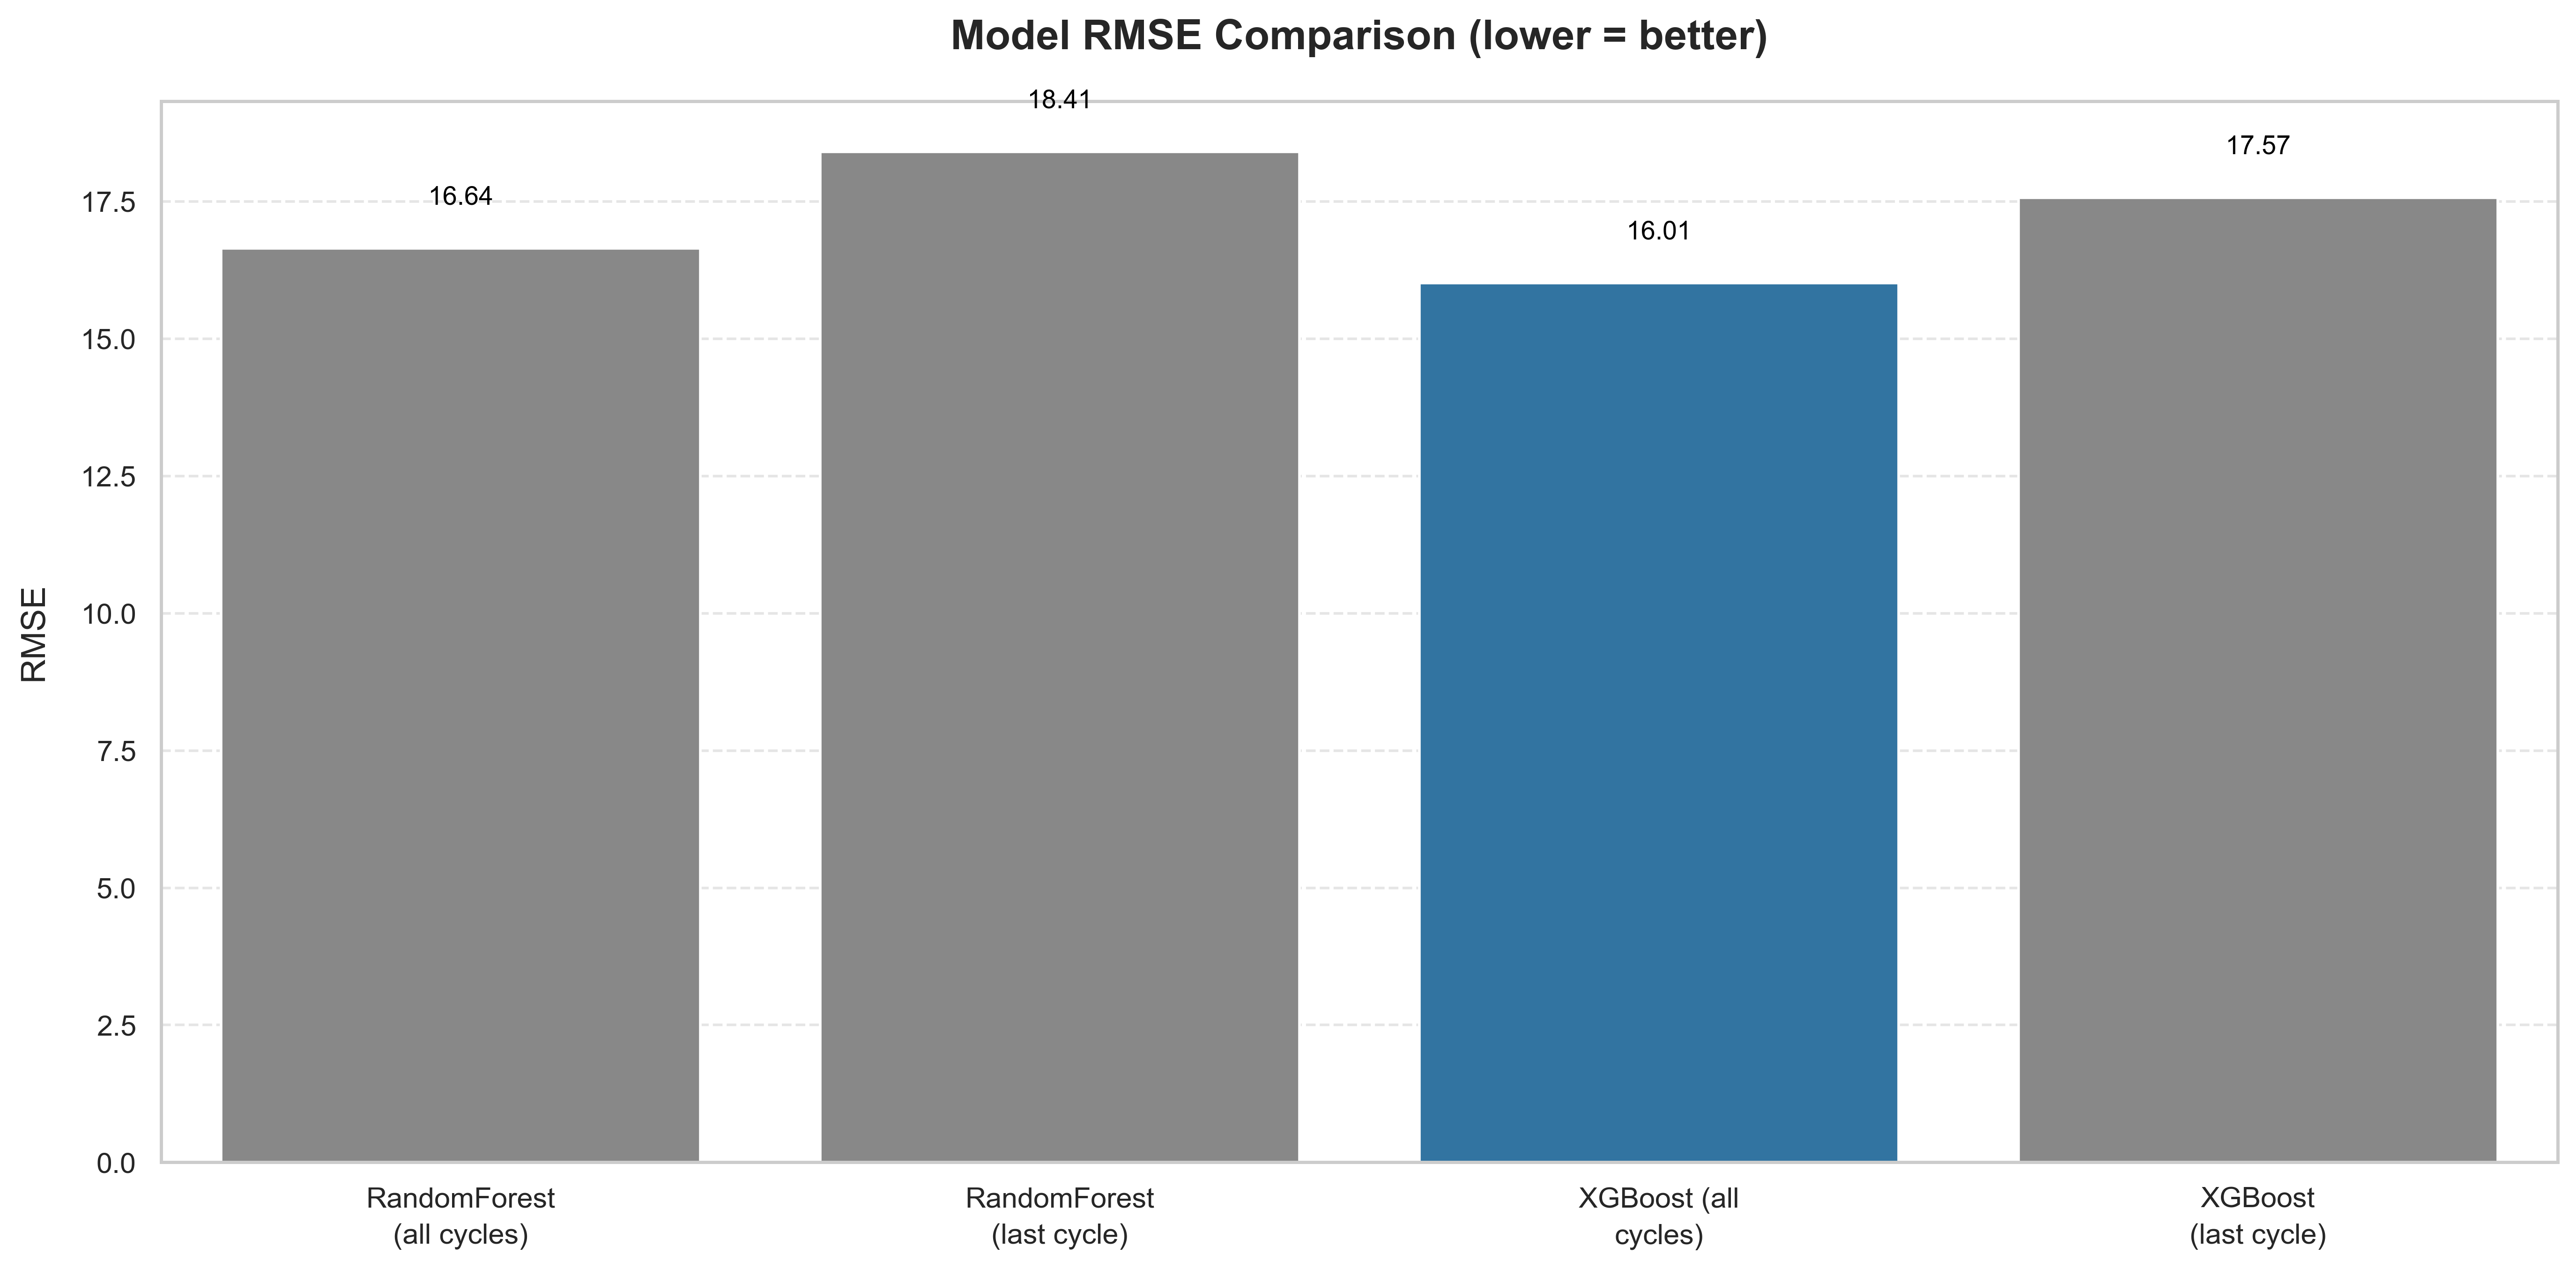 Model RMSE Comparison (lower = better)
18.41
17.57
16.64
16.01
RMSE
17.5
15.0
12.5
10.0
7.5
5.0
2.5
0.0
RandomForest
(all cycles)
RandomForest
(last cycle)
XGBoost (all
cycles)
XGBoost
(last cycle)